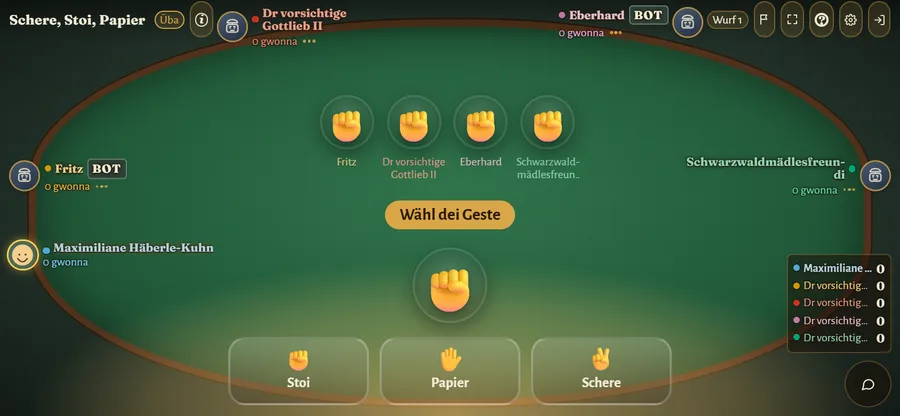 Schere, Stoi, Papier
Üba
Dr vorsichtige
Gottlieb II
0 gwonna
Eberhard BOT
0 gwonna
Wurf 1
Fritz
Dr vorsichtige
Gottlieb II
Eberhard
Schwarzwald-
mädlesfreun..
Fritz BOT
0 gwonna
Schwarzwaldmädlesfreun-
di
0 gwonna
Wähl dei Geste
Maximiliane Häberle-Kuhn
0 gwonna
Maximiliane ... 0
Dr vorsichtig... 0
Dr vorsichtig... 0
Dr vorsichtig... 0
Dr vorsichtig... 0
Stoi
Papier
Schere